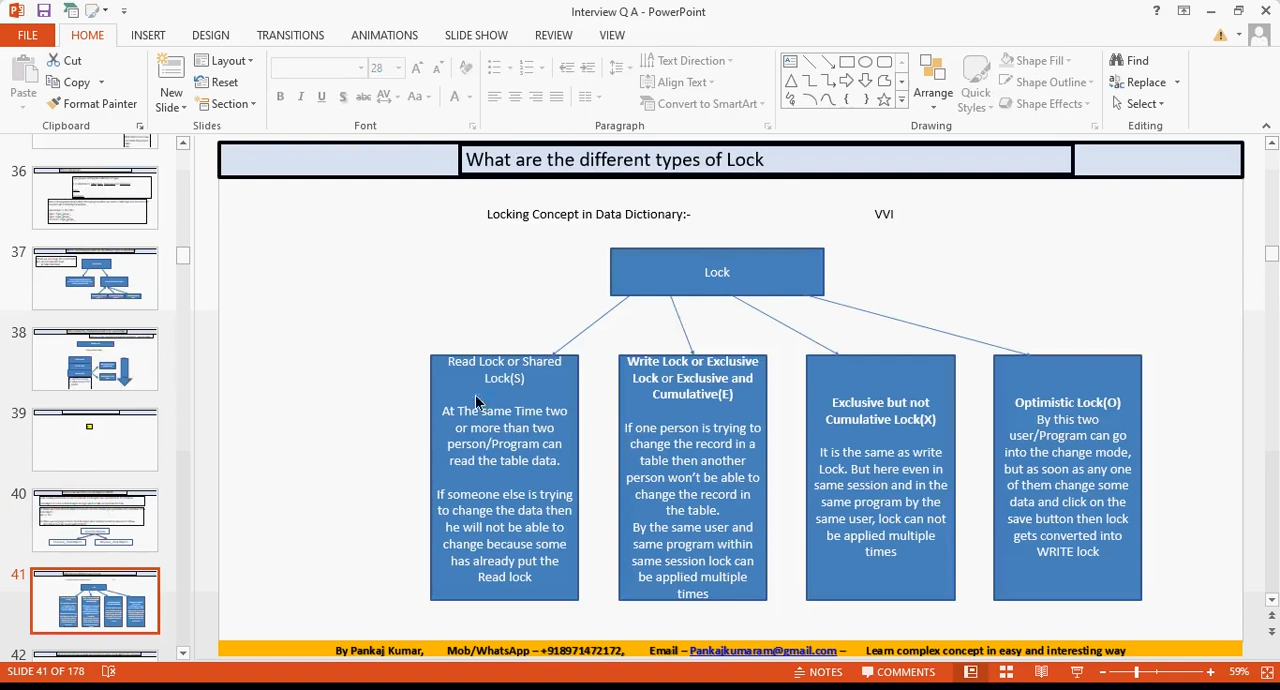 Interview Q A - PowerPoint
FILE
HOME
INSERT
DESIGN
TRANSITIONS
ANIMATIONS
SLIDE SHOW
REVIEW
VIEW
Paste
Cut
Copy
Format Painter
Clipboard
New
Slide
Layout
Reset
Section
Slides
28
Font
Text Direction
Align Text
Convert to SmartArt
Paragraph
Arrange
Quick
Styles
Shape Fill
Shape Outline
Shape Effects
Drawing
Find
Replace
Select
Editing
36
37
38
39
40
41
42
What are the different types of Lock
Locking Concept in Data Dictionary:-
VVI
Lock
Read Lock or Shared
Lock(S)
At The Same Time two
or more than two
person/Program can
read the table data.
If someone else is trying
to change the data then
he will not be able to
change because some
has already put the
Read lock
Write Lock or Exclusive
Lock or Exclusive and
Cumulative(E)
If one person is trying to
change the record in a
table then another
person won't be able to
change the record in
the table.
By the same user and
same program within
same session lock can
be applied multiple
times
Exclusive but not
Cumulative Lock(X)
It is the same as write
Lock. But here even in
same session and in the
same program by the
same user, lock can not
be applied multiple
times
Optimistic Lock(O)
By this two
user/Program can go
into the change mode,
but as soon as any one
of them change some
data and click on the
save button then lock
gets converted into
WRITE lock
By Pankaj Kumar, Mob/WhatsApp – +918971472172, Email – Pankajkumaram@gmail.com – Learn complex concept in easy and interesting way
SLIDE 41 OF 178
NOTES
COMMENTS
59%